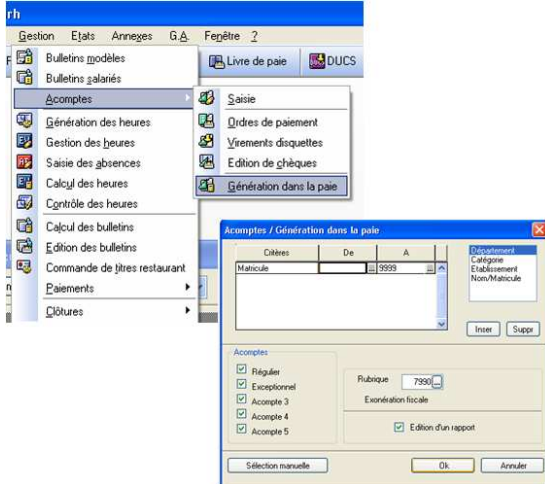 rh
Gestion Etats Annexes G.A. Fenêtre ?
Livre de paie DUCS
Bulletins modèles
Bulletins salariés
Acomptes
Génération des heures
Gestion des heures
Saisie des absences
Calcul des heures
Contrôle des heures
Calcul des bulletins
Edition des bulletins
Commande de titres restaurant
Paiements
Clôtures
Saisie
Ordres de paiement
Virements disquettes
Edition de chèques
Génération dans la paie
Acomptes / Génération dans la paie
Critères De A
Matricule 9999
Département
Catégorie
Etablissement
Nom/Matricule
Inser Suppr
Acomptes
Régulier
Exceptionnel
Acompte 3
Acompte 4
Acompte 5
Rubrique 7990
Exonération fiscale
Edition d'un rapport
Sélection manuelle Ok Annuler